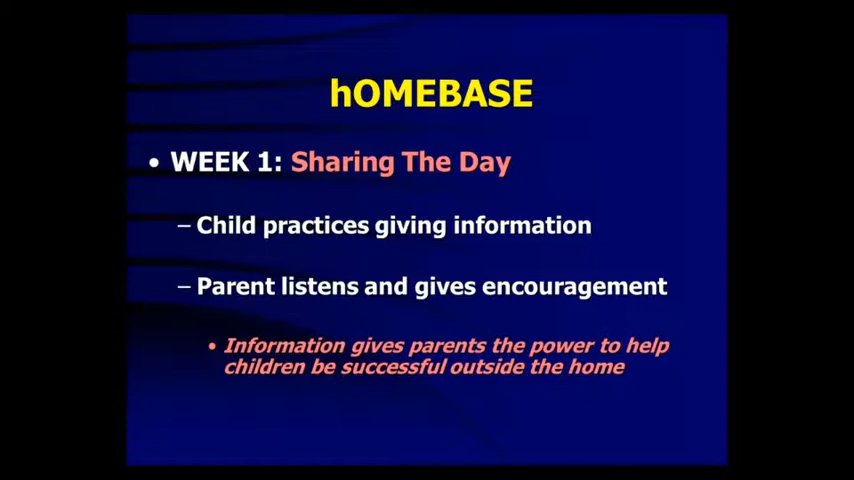 hOMEBASE
• WEEK 1: Sharing The Day
– Child practices giving information
– Parent listens and gives encouragement
• Information gives parents the power to help
children be successful outside the home